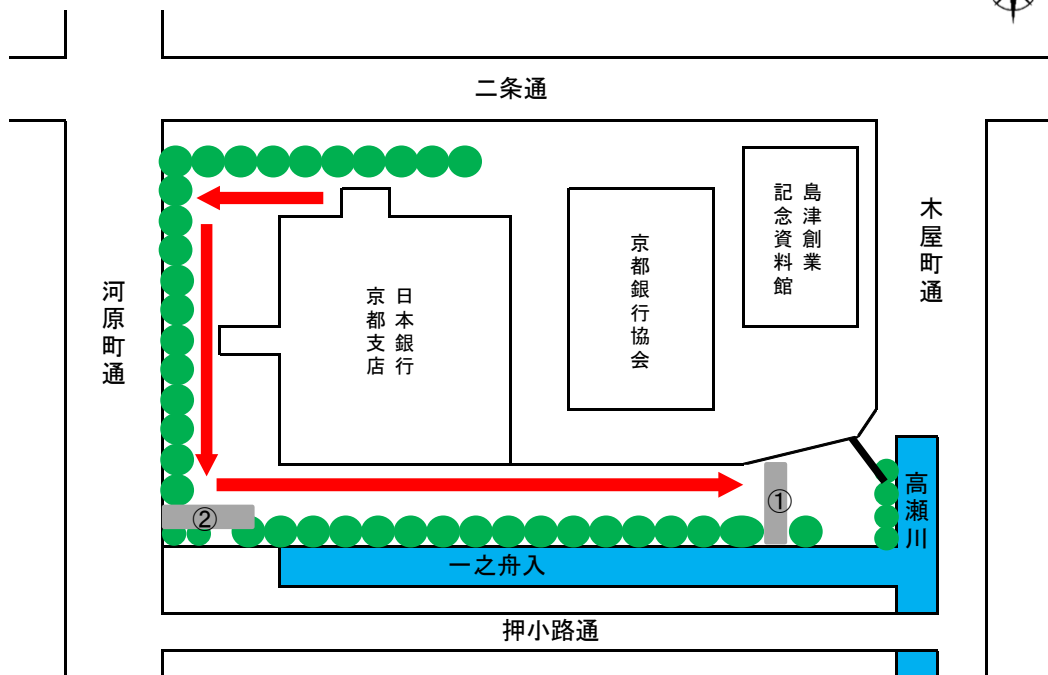 二条通
島津創業
記念資料館
木屋町通
京都銀行協会
日本銀行
京都支店
河原町通
高瀬川
①
②
一之舟入
押小路通